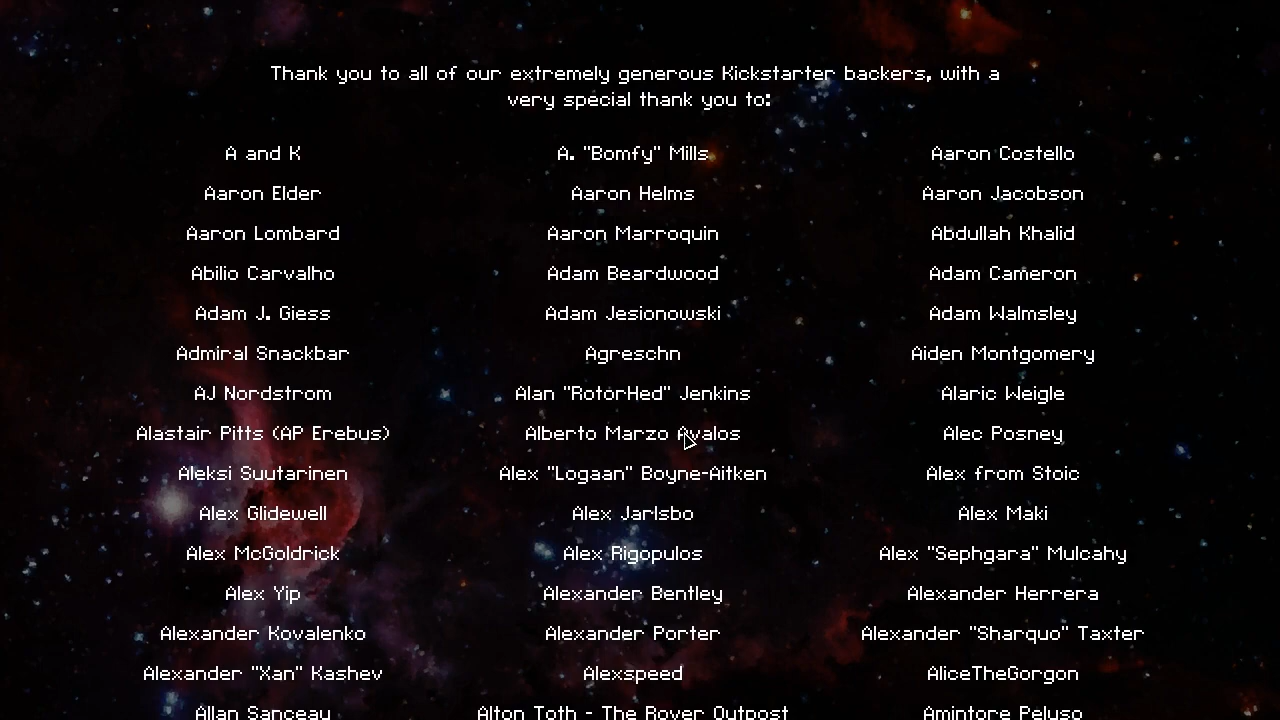 Thank you to all of our extremely generous Kickstarter backers, with a
very special thank you to:
A and K A. "Bomfy" Mills Aaron Costello
Aaron Elder Aaron Helms Aaron Jacobson
Aaron Lombard Aaron Marroquin Abdullah Khalid
Abilio Carvalho Adam Beardwood Adam Cameron
Adam J. Giess Adam Jesionowski Adam Walmsley
Admiral Snackbar Agreschn Aiden Montgomery
AJ Nordstrom Alan "RotorHed" Jenkins Alaric Weigle
Alastair Pitts (AP Erebus) Alberto Marzo Avalos Alec Posney
Aleksi Suutarinen Alex "Logaan" Boyne-Aitken Alex from Stoic
Alex Glidewell Alex Jarlsbo Alex Maki
Alex McGoldrick Alex Rigopulos Alex "Sephgara" Mulcahy
Alex Yip Alexander Bentley Alexander Herrera
Alexander Kovalenko Alexander Porter Alexander "Sharquo" Taxter
Alexander "Xan" Kashev Alexspeed AliceTheGorgon
Allan Sanceau Alton Toth - The Rover Outpost Amintore Peluso